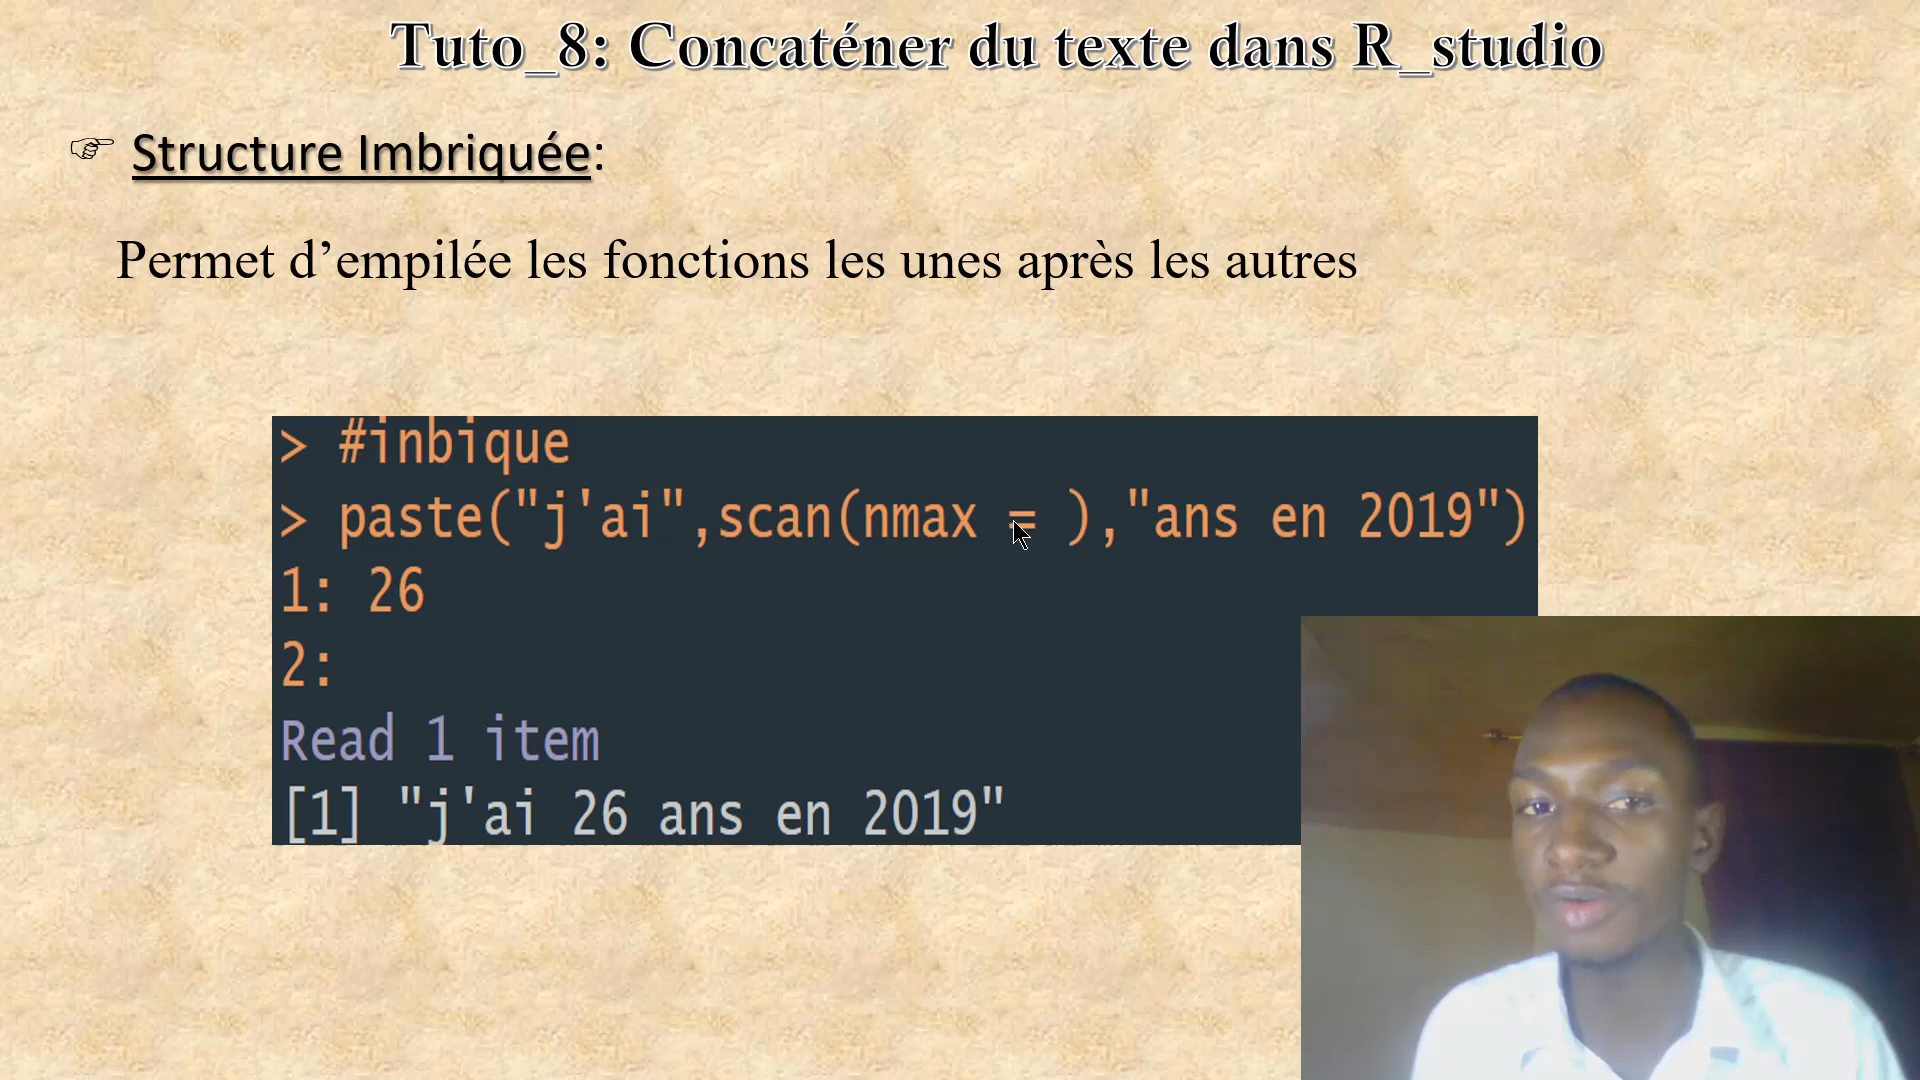 Tuto_8: Concaténer du texte dans R_studio
☞ Structure Imbriquée:
Permet d’empilée les fonctions les unes après les autres
> #inbique
> paste("j'ai",scan(nmax = ),"ans en 2019")
1: 26
2:
Read 1 item
[1] "j'ai 26 ans en 2019"